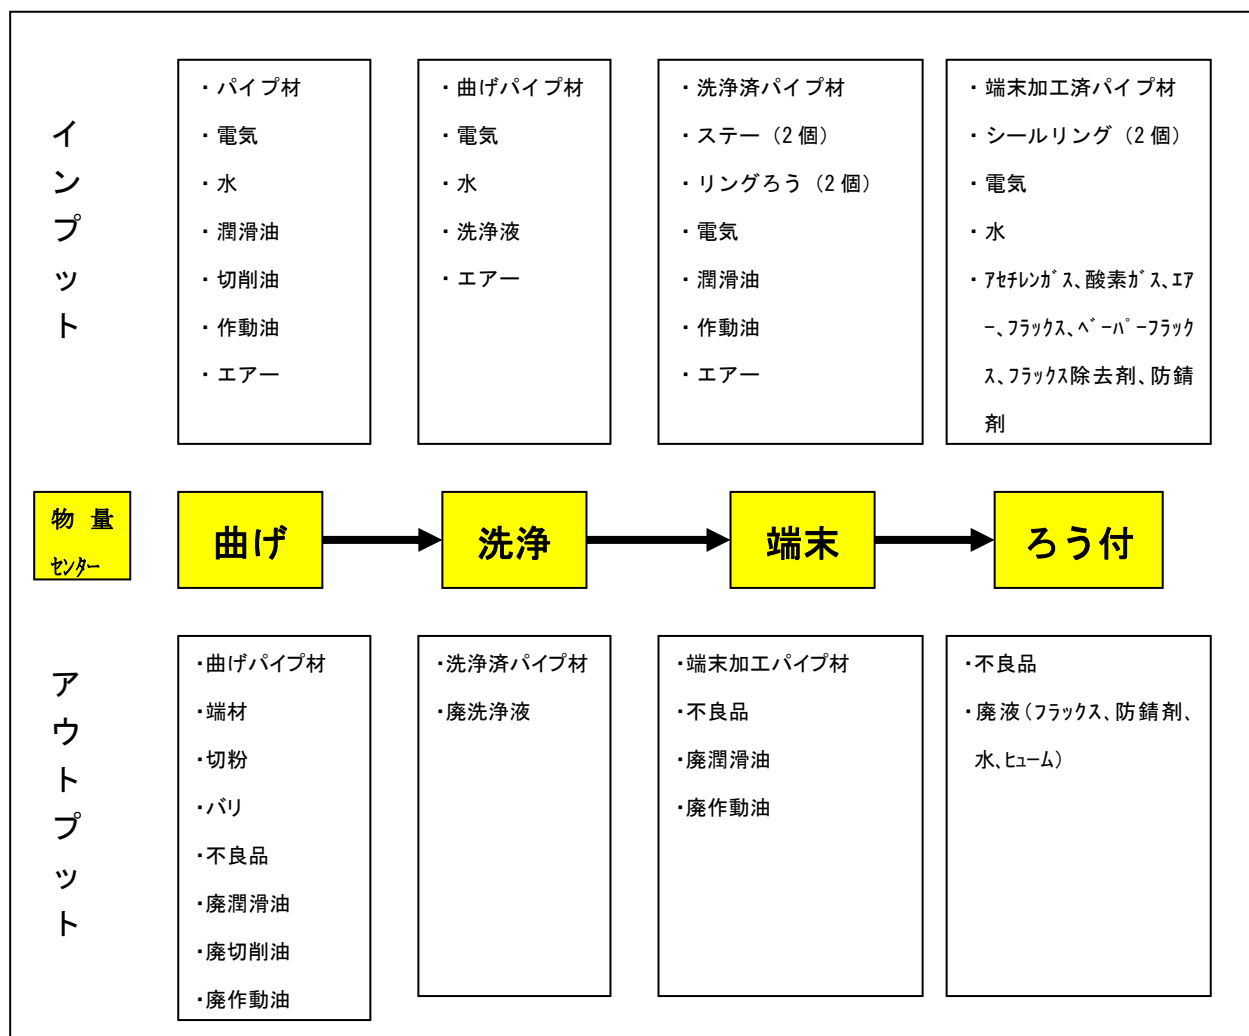 インプット
・パイプ材
・電気
・水
・潤滑油
・切削油
・作動油
・エアー
・曲げパイプ材
・電気
・水
・洗浄液
・エアー
・洗浄済パイプ材
・ステー（2 個）
・リングろう（2 個）
・電気
・潤滑油
・作動油
・エアー
・端末加工済パイプ材
・シールリング（2 個）
・電気
・水
・ｱｾﾁﾚﾝｶﾞｽ、酸素ｶﾞｽ、ｴｱ
ｰ、ﾌﾗｯｸｽ、ﾍﾞｰﾊﾟｰﾌﾗｯｸ
ｽ、ﾌﾗｯｸｽ除去剤、防錆
剤
物 量
ｾﾝﾀｰ
曲げ
洗浄
端末
ろう付
アウトプット
・曲げパイプ材
・端材
・切粉
・バリ
・不良品
・廃潤滑油
・廃切削油
・廃作動油
・洗浄済パイプ材
・廃洗浄液
・端末加工パイプ材
・不良品
・廃潤滑油
・廃作動油
・不良品
・廃液（ﾌﾗｯｸｽ、防錆剤、
水、ﾋｭｰﾑ）